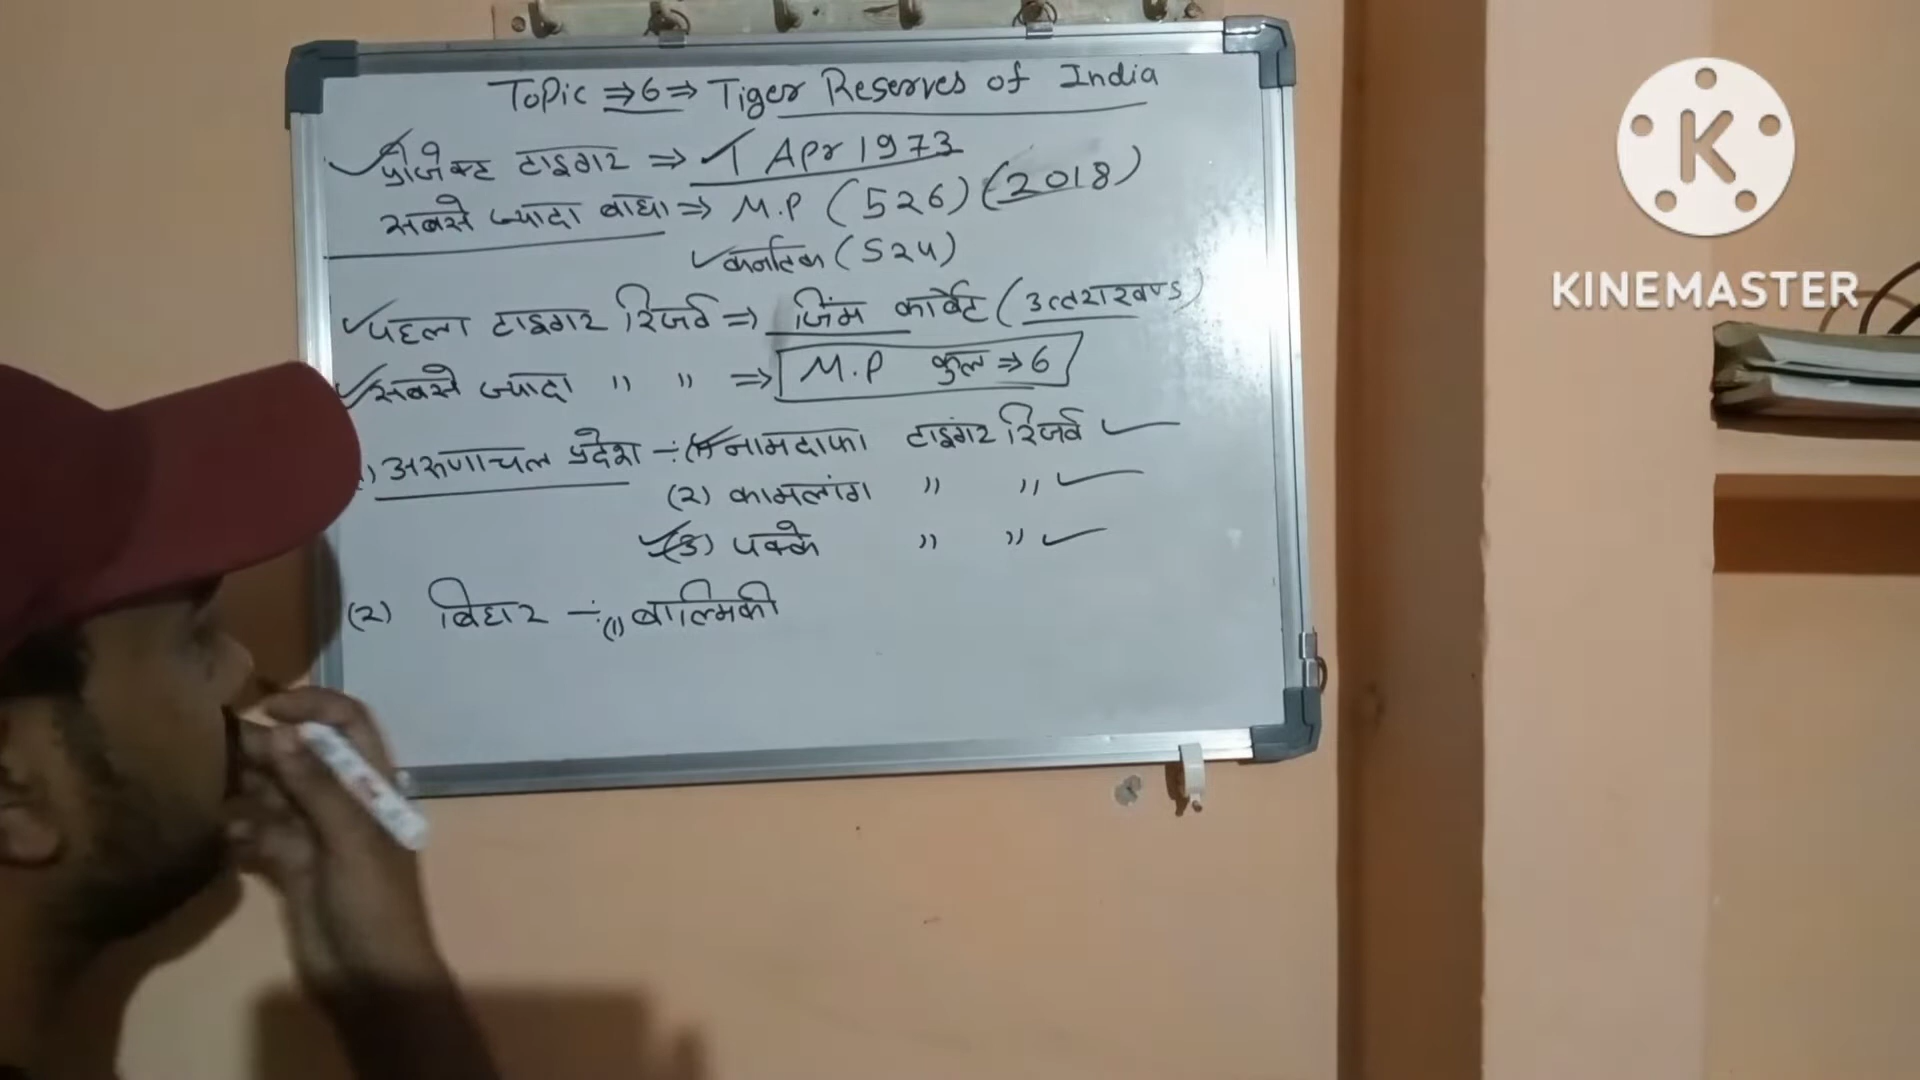 Topic ⇒ 6 ⇒ Tiger Reserves of India
प्रोजेक्ट टाइगर ⇒ 1 Apr 1973
सबसे ज्यादा बाघ ⇒ M.P (526) (2018)
कर्नाटक (524)
पहला टाइगर रिजर्व ⇒ जिम कार्बेट (उत्तराखण्ड)
सबसे ज्यादा " " ⇒ M.P कुल ⇒ 6
) अरुणाचल प्रदेश -: नामदाफा टाइगर रिजर्व
(2) कामलांग " "
(3) पक्के " "
(2) बिहार -: (1) बाल्मिकी
K
KINEMASTER